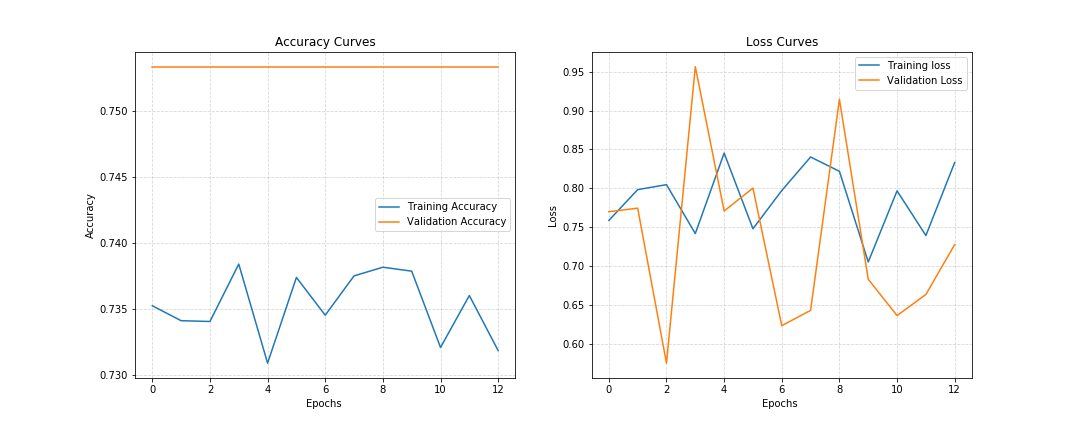 Accuracy Curves
0.750
0.745
0.740
0.735
0.730
Accuracy
Training Accuracy
Validation Accuracy
0 2 4 6 8 10 12
Epochs
Loss Curves
0.95
0.90
0.85
0.80
0.75
0.70
0.65
0.60
Loss
Training loss
Validation Loss
0 2 4 6 8 10 12
Epochs